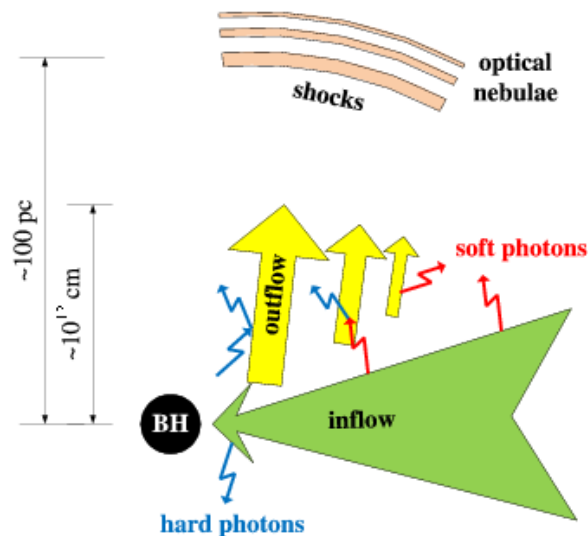 optical
nebulae
shocks
~100 pc
cm
soft photons
outflow
BH
inflow
hard photons